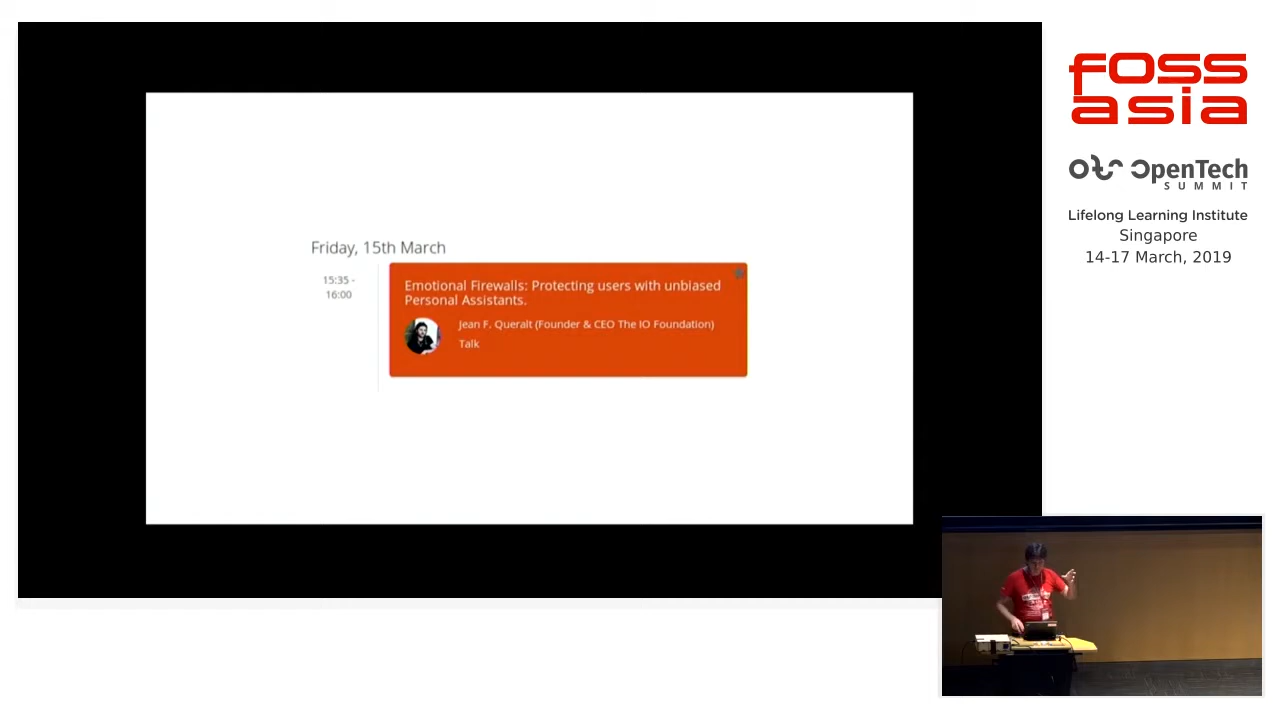 Friday, 15th March
15:35 -
16:00
Emotional Firewalls: Protecting users with unbiased
Personal Assistants.
Jean F. Queralt (Founder & CEO The IO Foundation)
Talk
fOSS
asia
OpenTech
SUMMIT
Lifelong Learning Institute
Singapore
14-17 March, 2019